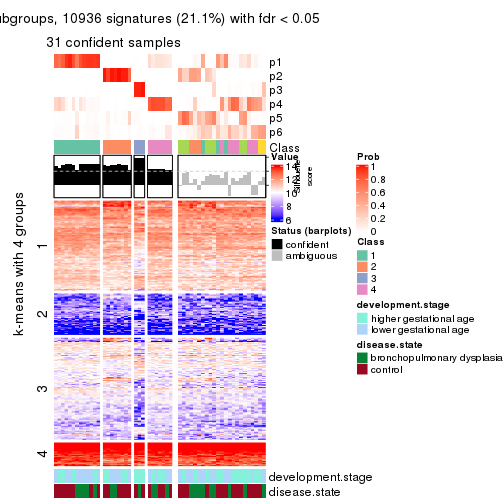 ubgroups, 10936 signatures (21.1%) with fdr < 0.05
31 confident samples
p1
p2
p3
p4
p5
p6
Class
Silhouette
score
k-means with 4 groups
1
2
3
4
development.stage
disease.state
Value
14
12
10
8
6
Status (barplots)
confident
ambiguous
Prob
1
0.8
0.6
0.4
0.2
0
Class
1
2
3
4
development.stage
higher gestational age
lower gestational age
disease.state
bronchopulmonary dysplasia
control